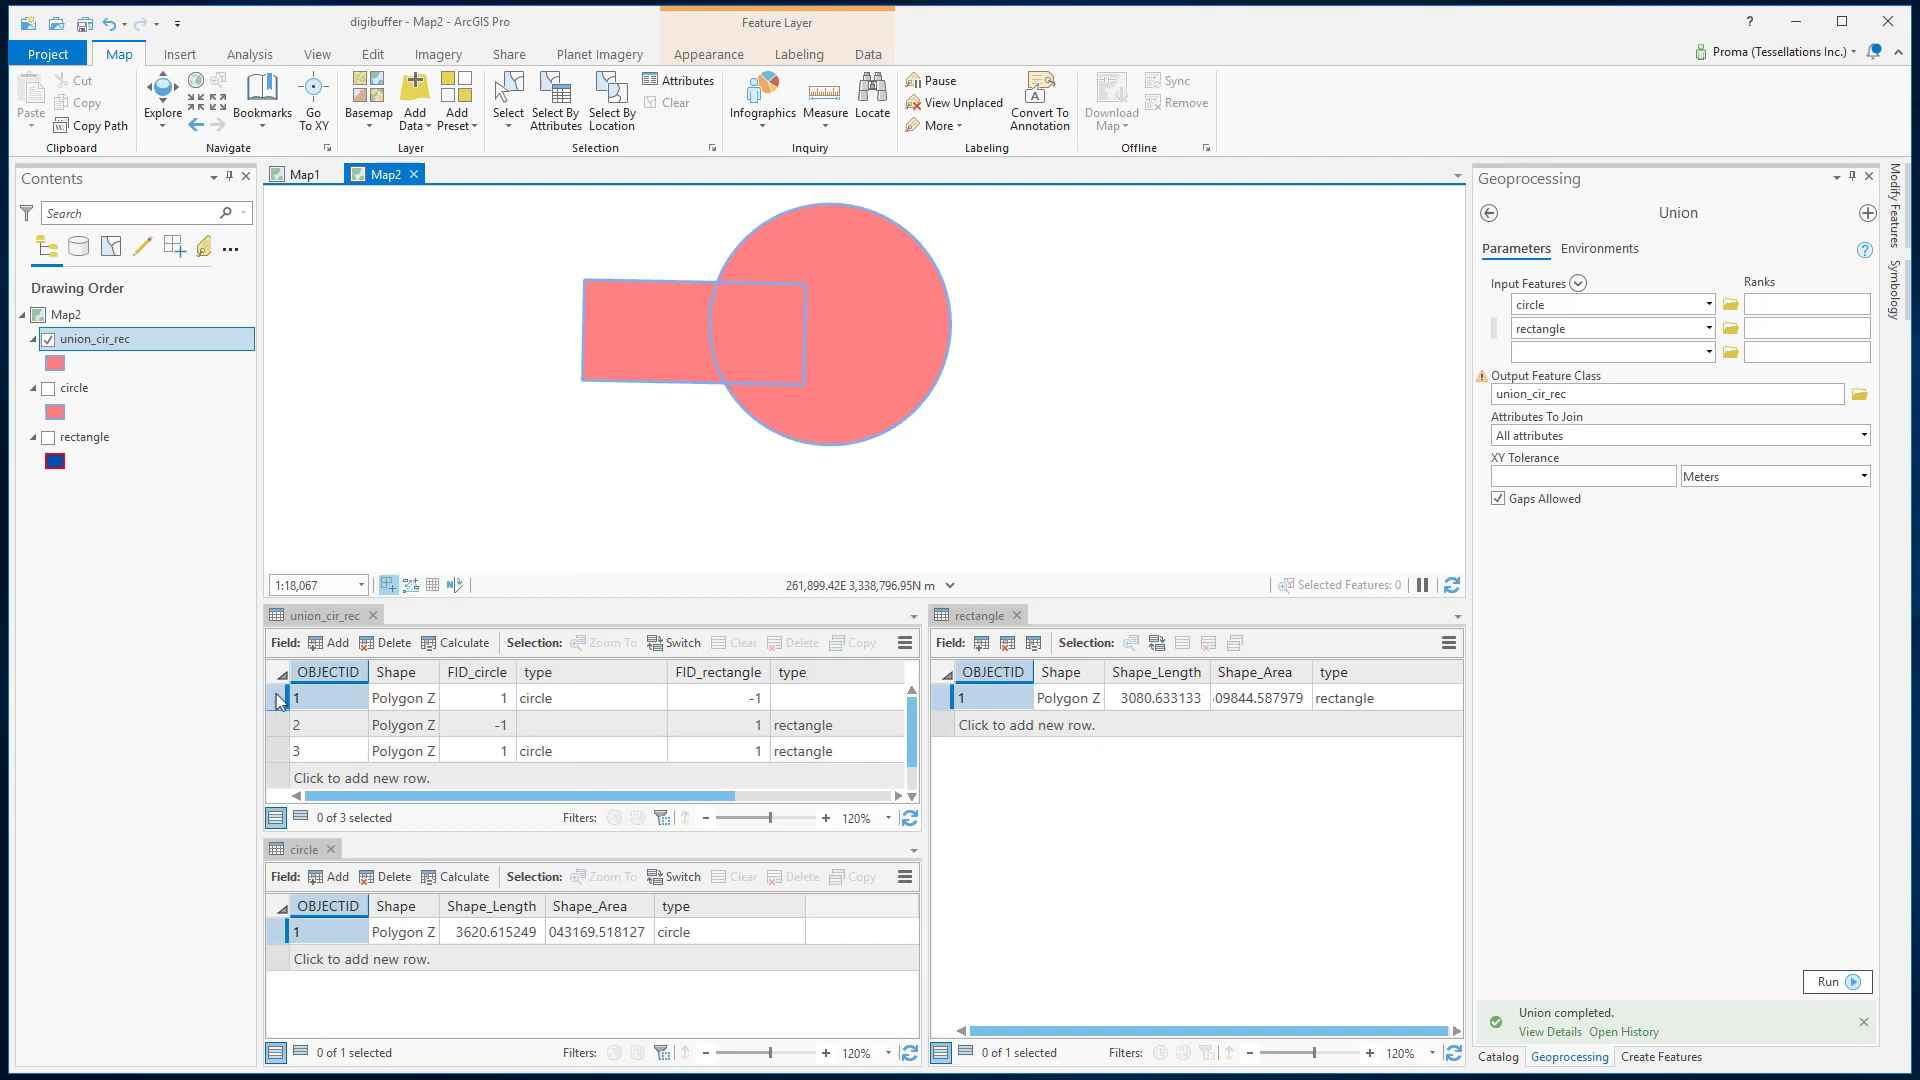 digibuffer - Map2 - ArcGIS Pro
Feature Layer
?
Project Map Insert Analysis View Edit Imagery Share Planet Imagery Appearance Labeling Data
Proma (Tessellations Inc.)
Paste
Cut
Copy
Copy Path
Clipboard
Explore
Bookmarks
Go To XY
Navigate
Basemap
Add Data
Add Preset
Layer
Select
Select By Attributes
Select By Location
Attributes
Clear
Selection
Infographics
Measure
Locate
Inquiry
Pause
View Unplaced
More
Convert To Annotation
Labeling
Download Map
Sync
Remove
Offline
Contents
Search
Drawing Order
Map2
union_cir_rec
circle
rectangle
Map1
Map2
1:18,067
261,899.42E 3,338,796.95N m
Selected Features: 0
union_cir_rec
Field: Add Delete Calculate Selection: Zoom To Switch Clear Delete Copy
OBJECTID Shape FID_circle type FID_rectangle type
1 Polygon Z 1 circle -1
2 Polygon Z -1 1 rectangle
3 Polygon Z 1 circle 1 rectangle
Click to add new row.
0 of 3 selected
Filters:
- + 120%
circle
Field: Add Delete Calculate Selection: Zoom To Switch Clear Delete Copy
OBJECTID Shape Shape_Length Shape_Area type
1 Polygon Z 3620.615249 043169.518127 circle
Click to add new row.
0 of 1 selected
Filters:
- + 120%
rectangle
Field: Selection:
OBJECTID Shape Shape_Length Shape_Area type
1 Polygon Z 3080.633133 09844.587979 rectangle
Click to add new row.
0 of 1 selected
Filters:
- + 120%
Geoprocessing
Union
Parameters Environments
?
Input Features
Ranks
circle
rectangle
Output Feature Class
union_cir_rec
Attributes To Join
All attributes
XY Tolerance
Meters
Gaps Allowed
Run
Union completed.
View Details Open History
Catalog Geoprocessing Create Features
Modify Features
Symbology